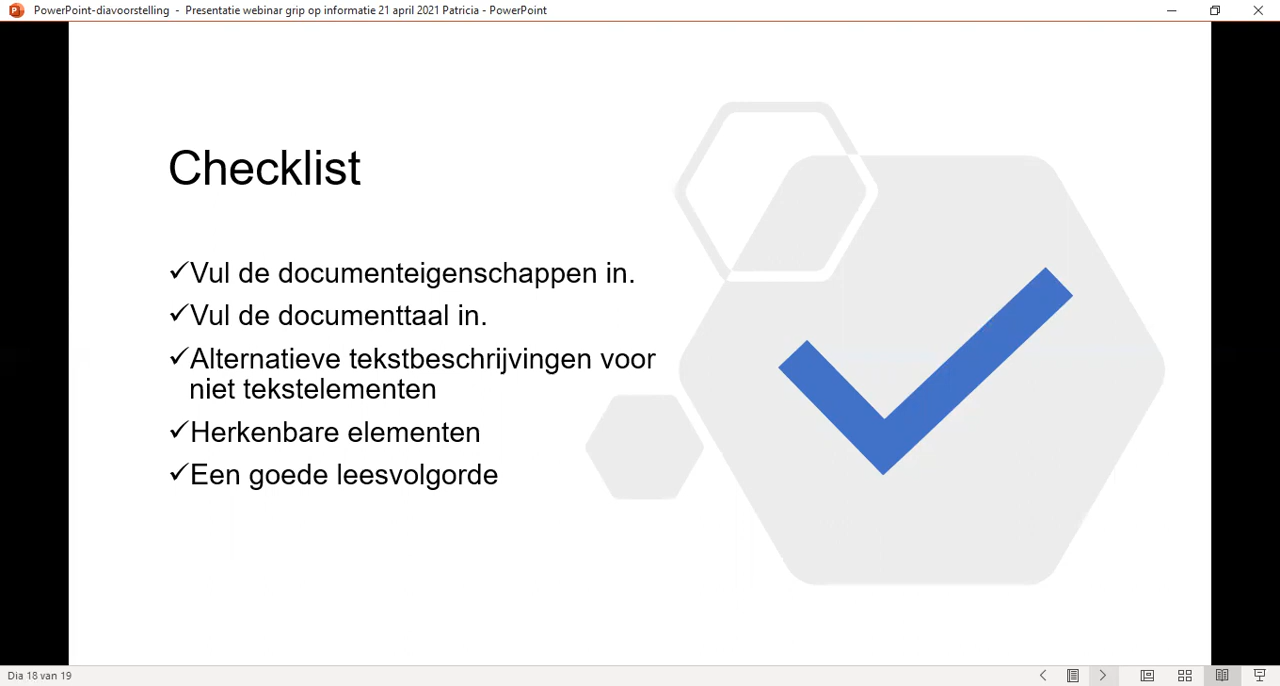 PowerPoint-diavoorstelling - Presentatie webinar grip op informatie 21 april 2021 Patricia - PowerPoint
Checklist
✓Vul de documenteigenschappen in.
✓Vul de documenttaal in.
✓Alternatieve tekstbeschrijvingen voor
niet tekstelementen
✓Herkenbare elementen
✓Een goede leesvolgorde
Dia 18 van 19